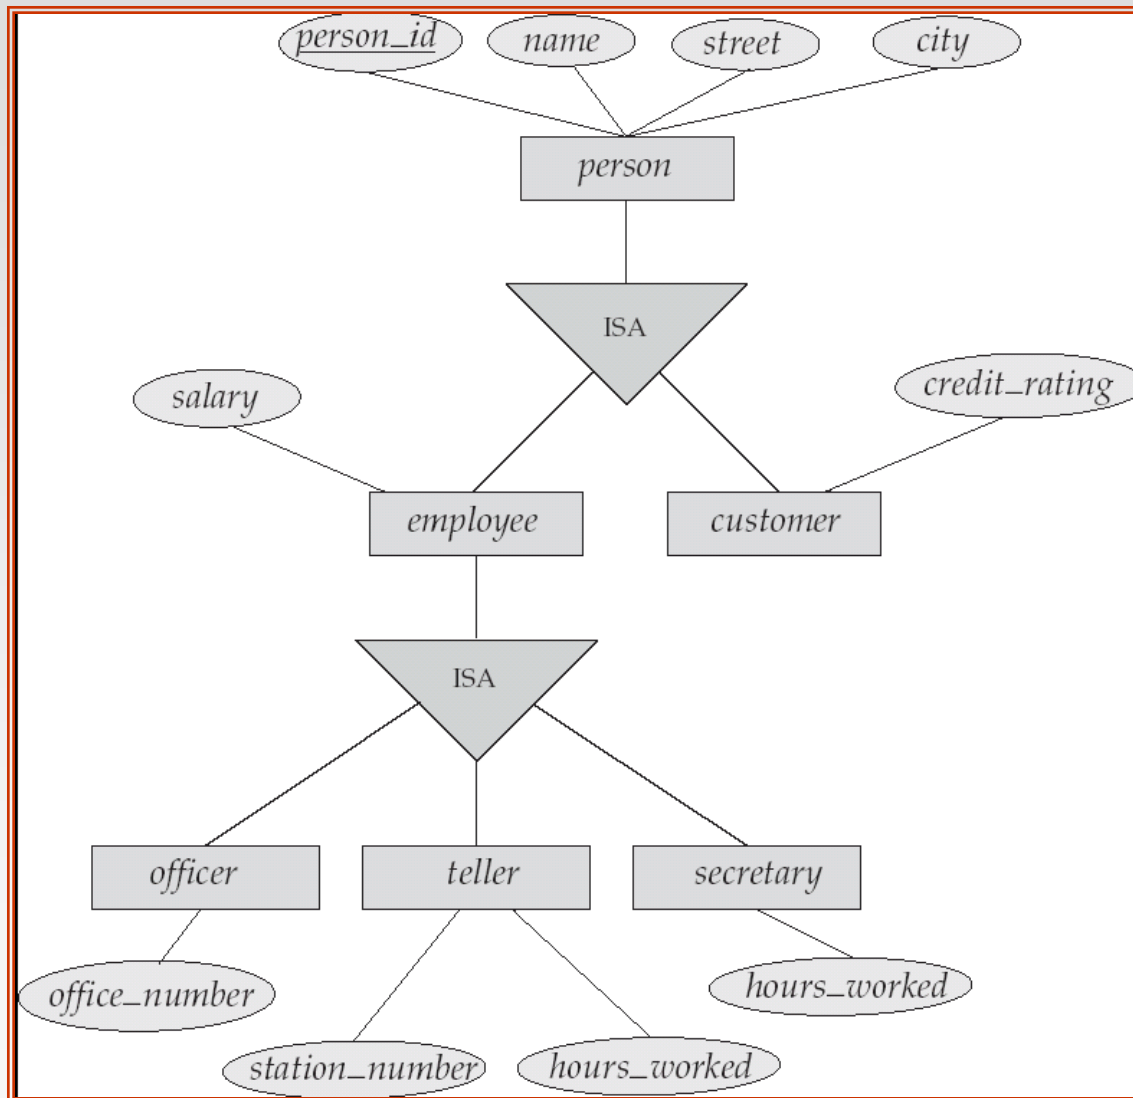 person_id
name
street
city
person
ISA
salary
credit_rating
employee
customer
ISA
officer
teller
secretary
office_number
hours_worked
station_number
hours_worked